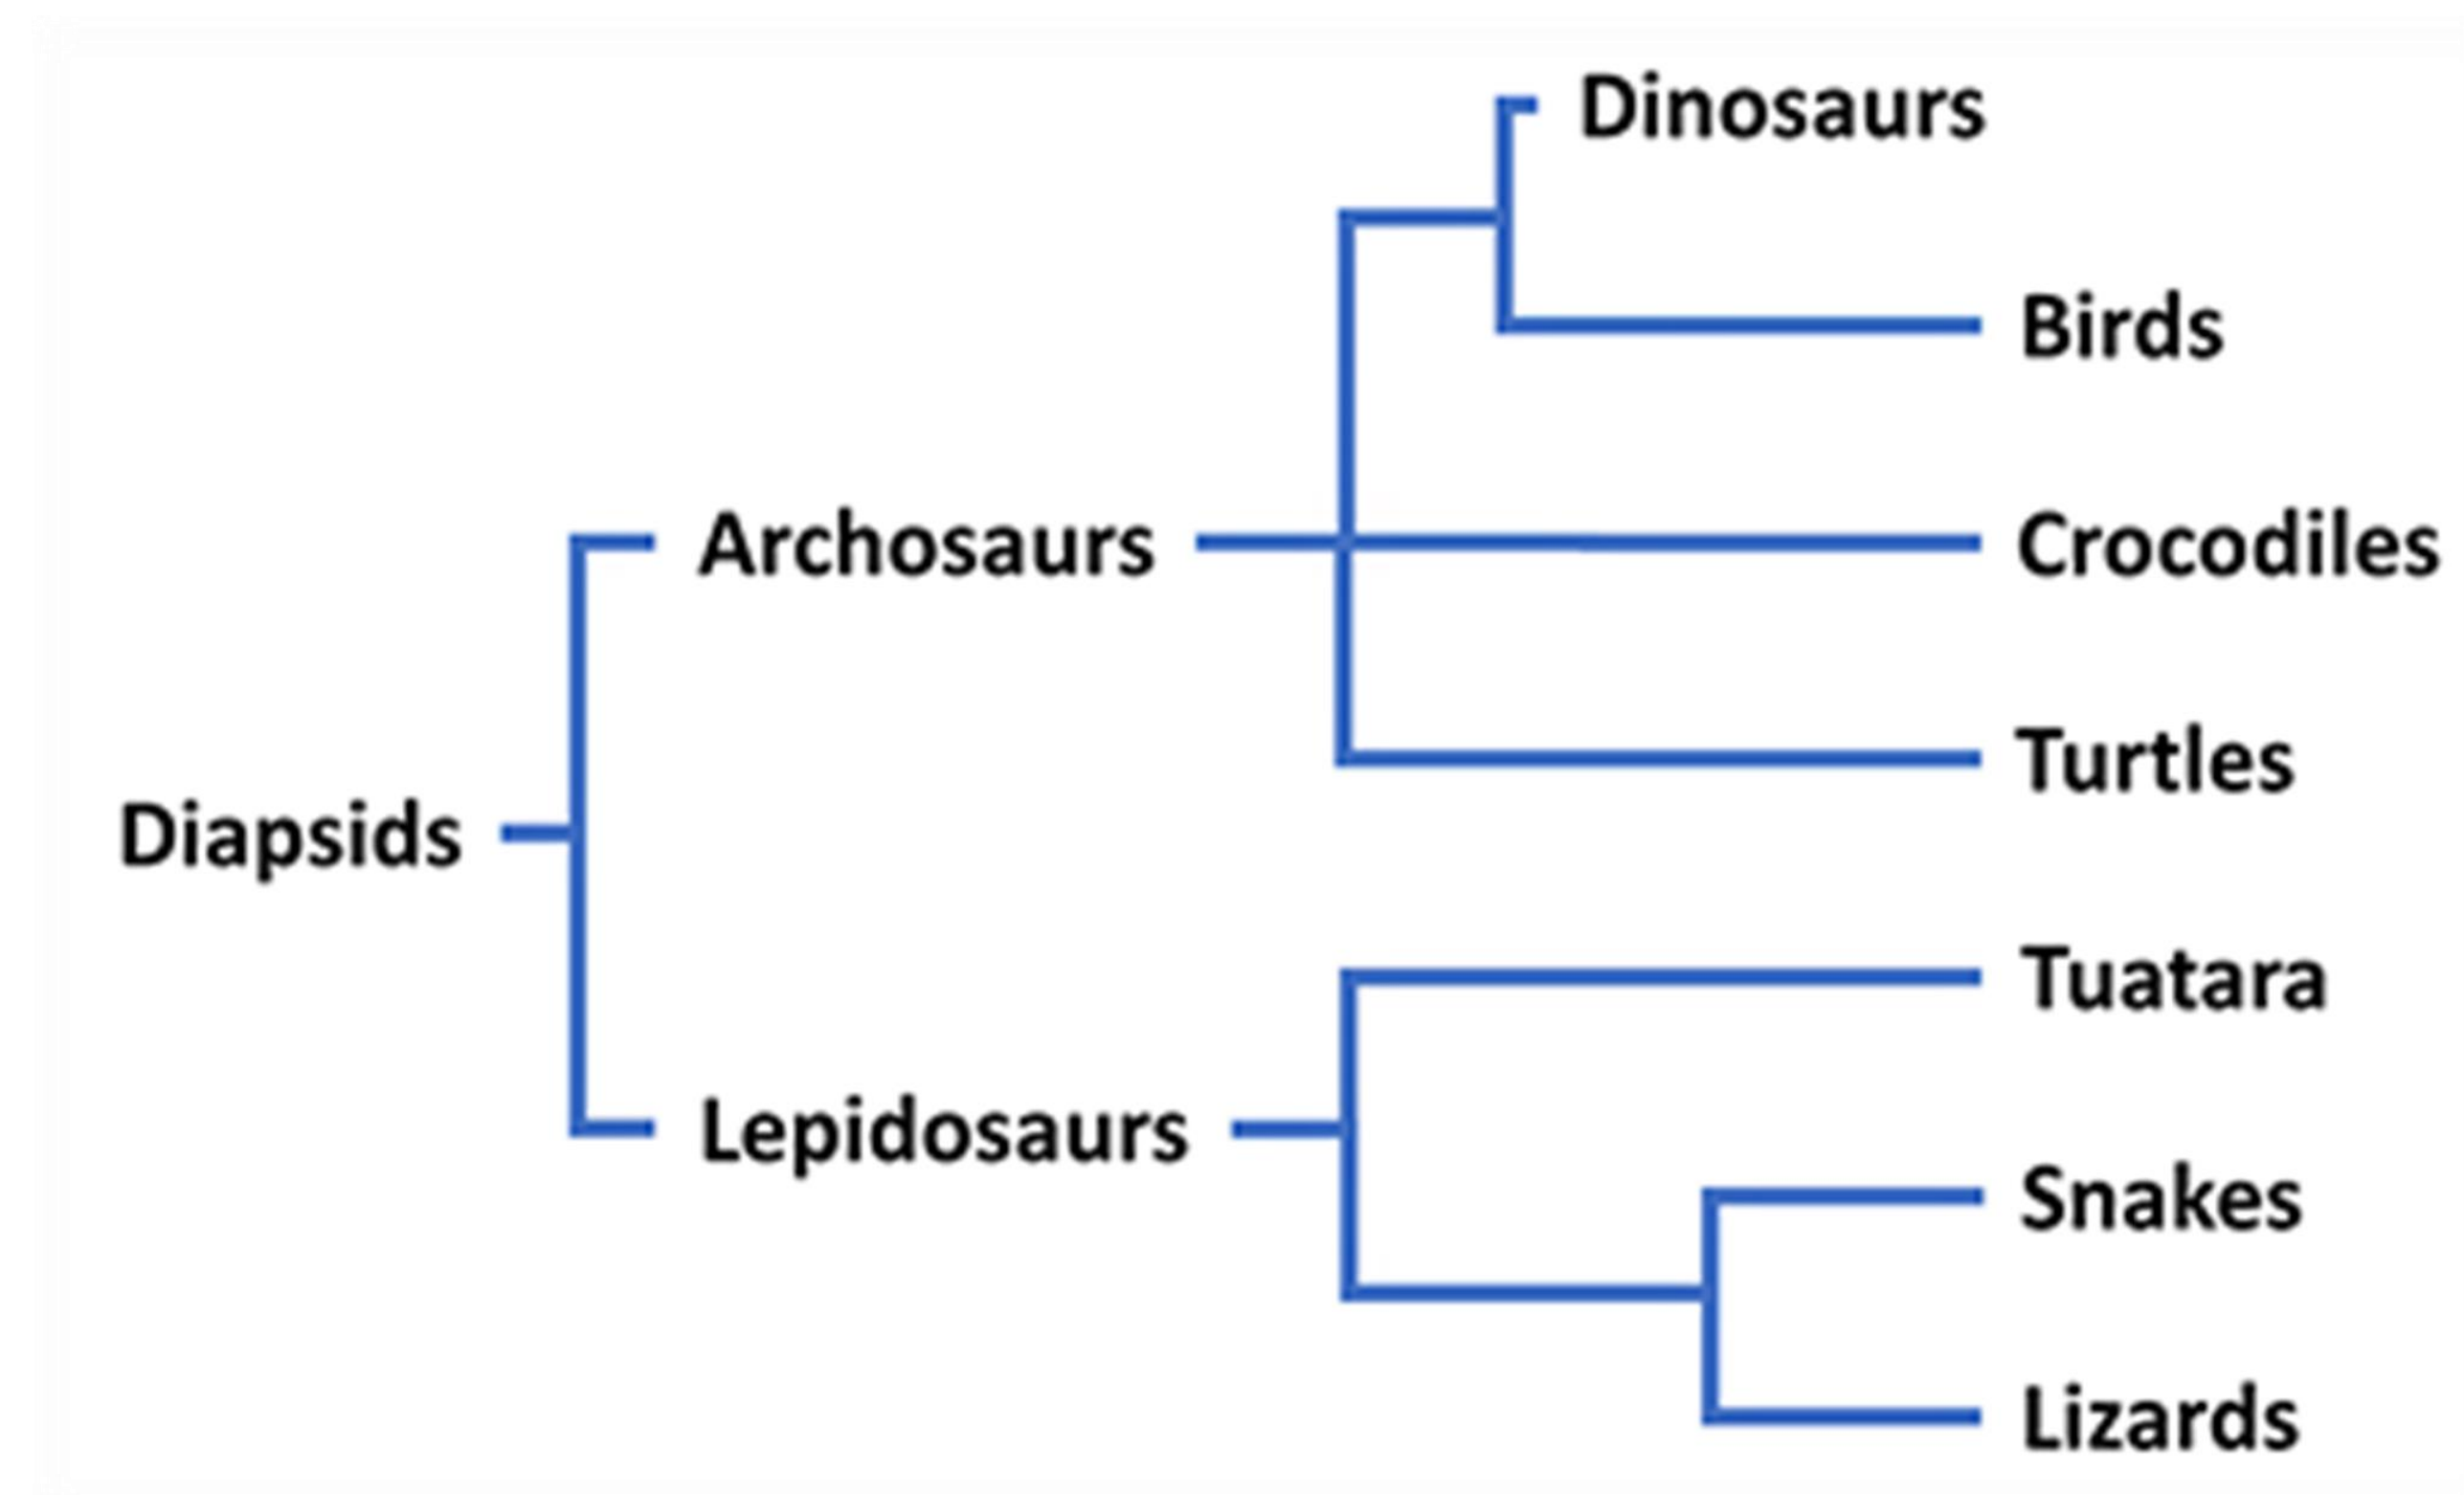 Dinosaurs
Birds
Archosaurs
Crocodiles
Turtles
Diapsids
Tuatara
Lepidosaurs
Snakes
Lizards